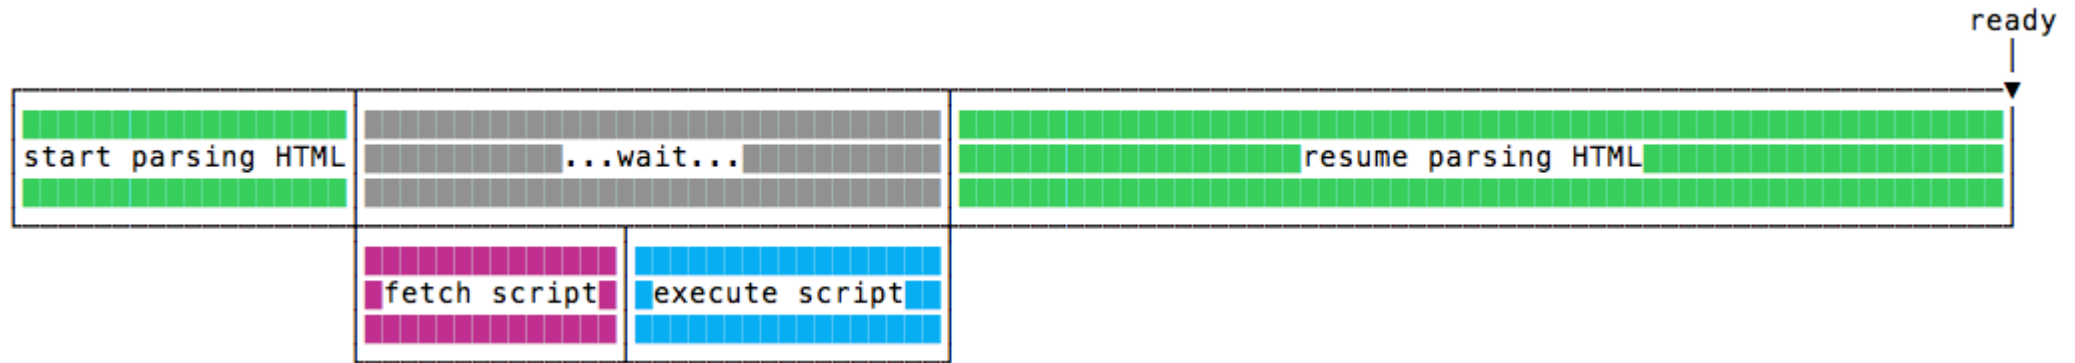 ready
start parsing HTML ...wait... resume parsing HTML
fetch script execute script